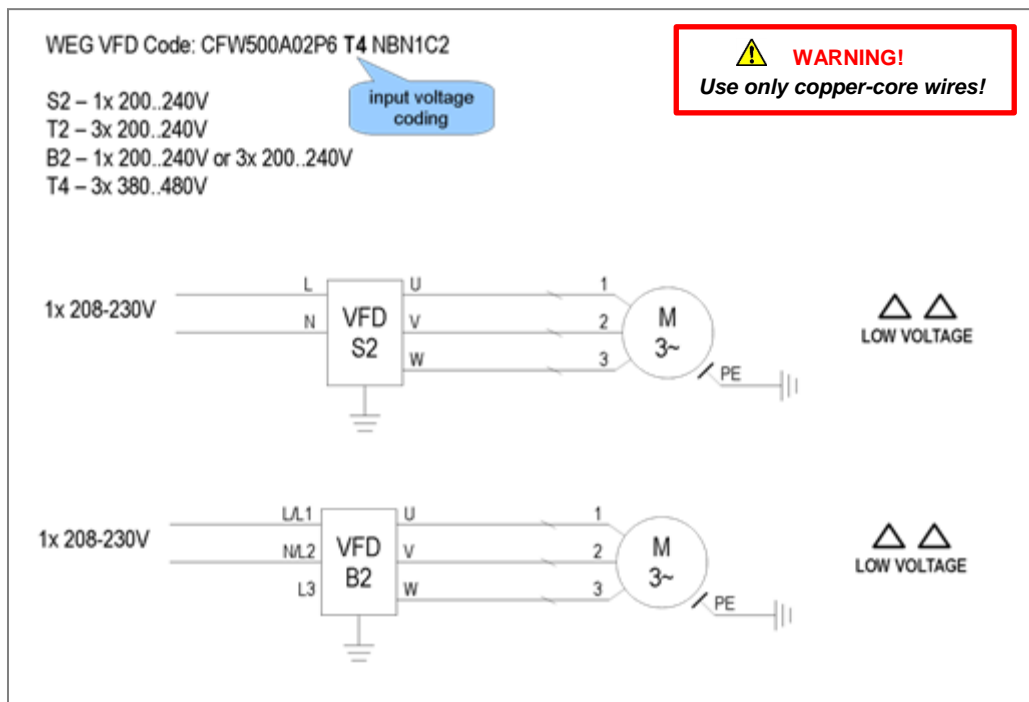 WEG VFD Code: CFW500A02P6 T4 NBN1C2
WARNING!
Use only copper-core wires!
input voltage
coding
S2 – 1x 200..240V
T2 – 3x 200..240V
B2 – 1x 200..240V or 3x 200..240V
T4 – 3x 380..480V
1x 208-230V
L
N
VFD
S2
U
V
W
1
2
3
M
3~
PE
LOW VOLTAGE
1x 208-230V
L/L1
N/L2
L3
VFD
B2
U
V
W
1
2
3
M
3~
PE
LOW VOLTAGE